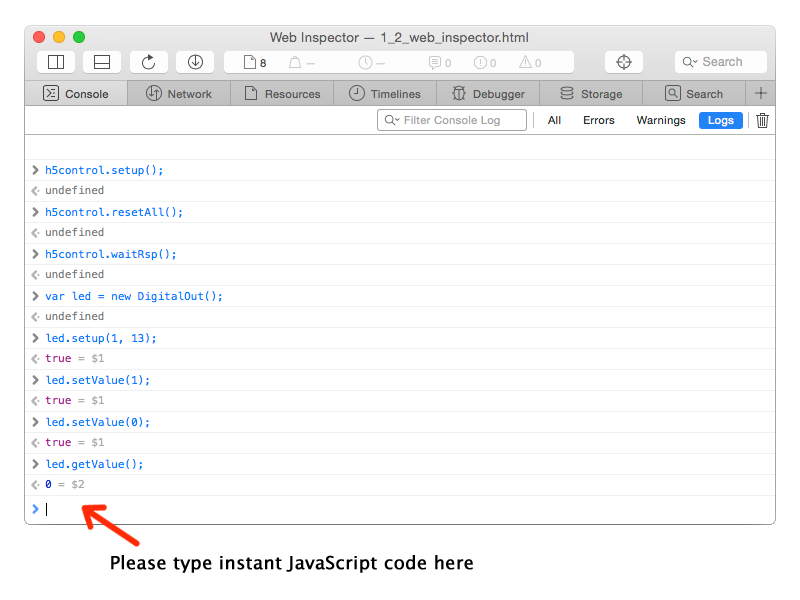 Web Inspector — 1_2_web_inspector.html
8 — — 0 0 0 Search
Console Network Resources Timelines Debugger Storage Search +
Filter Console Log All Errors Warnings Logs
> h5control.setup();
< undefined
> h5control.resetAll();
< undefined
> h5control.waitRsp();
< undefined
> var led = new DigitalOut();
< undefined
> led.setup(1, 13);
< true = $1
> led.setValue(1);
< true = $1
> led.setValue(0);
< true = $1
> led.getValue();
< 0 = $2
>
Please type instant JavaScript code here